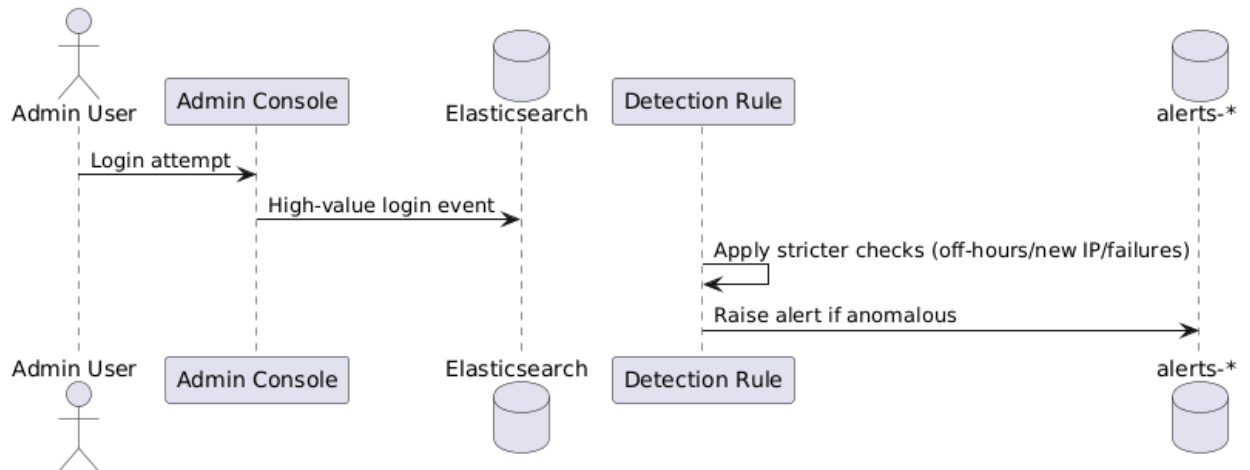 Admin User
Admin Console
Elasticsearch
Detection Rule
alerts-*
Login attempt
High-value login event
Apply stricter checks (off-hours/new IP/failures)
Raise alert if anomalous
Admin User
Admin Console
Elasticsearch
Detection Rule
alerts-*